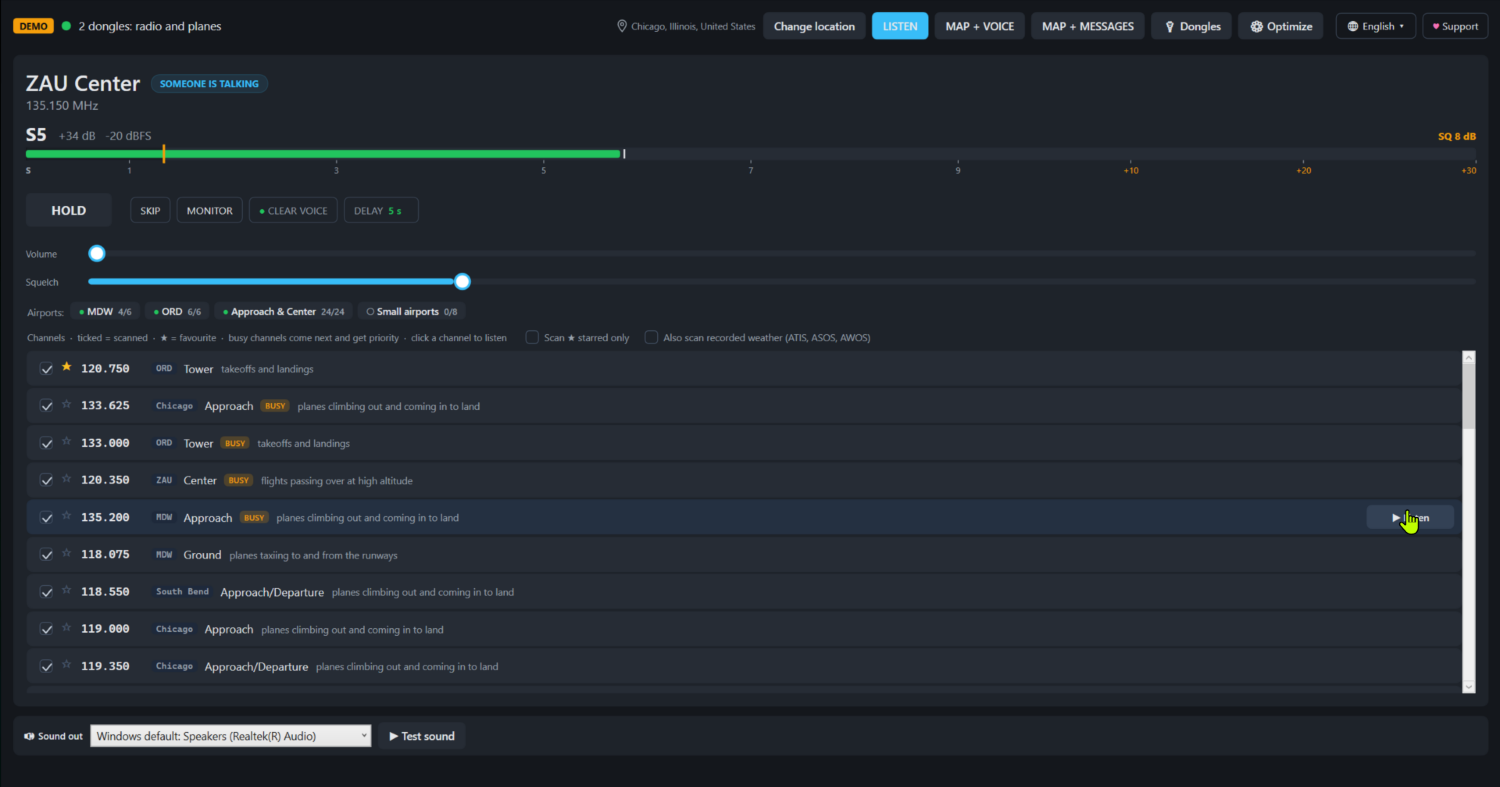 DEMO 2 dongles: radio and planes Chicago, Illinois, United States Change location LISTEN MAP + VOICE MAP + MESSAGES Dongles Optimize English Support
ZAU Center SOMEONE IS TALKING
135.150 MHz
S5 +34 dB -20 dBFS SQ 8 dB
S 1 3 5 7 9 +10 +20 +30
HOLD SKIP MONITOR CLEAR VOICE DELAY 5 s
Volume
Squelch
Airports: MDW 4/6 ORD 6/6 Approach & Center 24/24 Small airports 0/8
Channels · ticked = scanned · ★ = favourite · busy channels come next and get priority · click a channel to listen Scan ★ starred only Also scan recorded weather (ATIS, ASOS, AWOS)
★ 120.750 ORD Tower takeoffs and landings
☆ 133.625 Chicago Approach BUSY planes climbing out and coming in to land
☆ 133.000 ORD Tower BUSY takeoffs and landings
☆ 120.350 ZAU Center BUSY flights passing over at high altitude
☆ 135.200 MDW Approach BUSY planes climbing out and coming in to land
☆ 118.075 MDW Ground planes taxiing to and from the runways
☆ 118.550 South Bend Approach/Departure planes climbing out and coming in to land
☆ 119.000 Chicago Approach planes climbing out and coming in to land
☆ 119.350 Chicago Approach/Departure planes climbing out and coming in to land
Sound out Windows default: Speakers (Realtek(R) Audio) ▶ Test sound